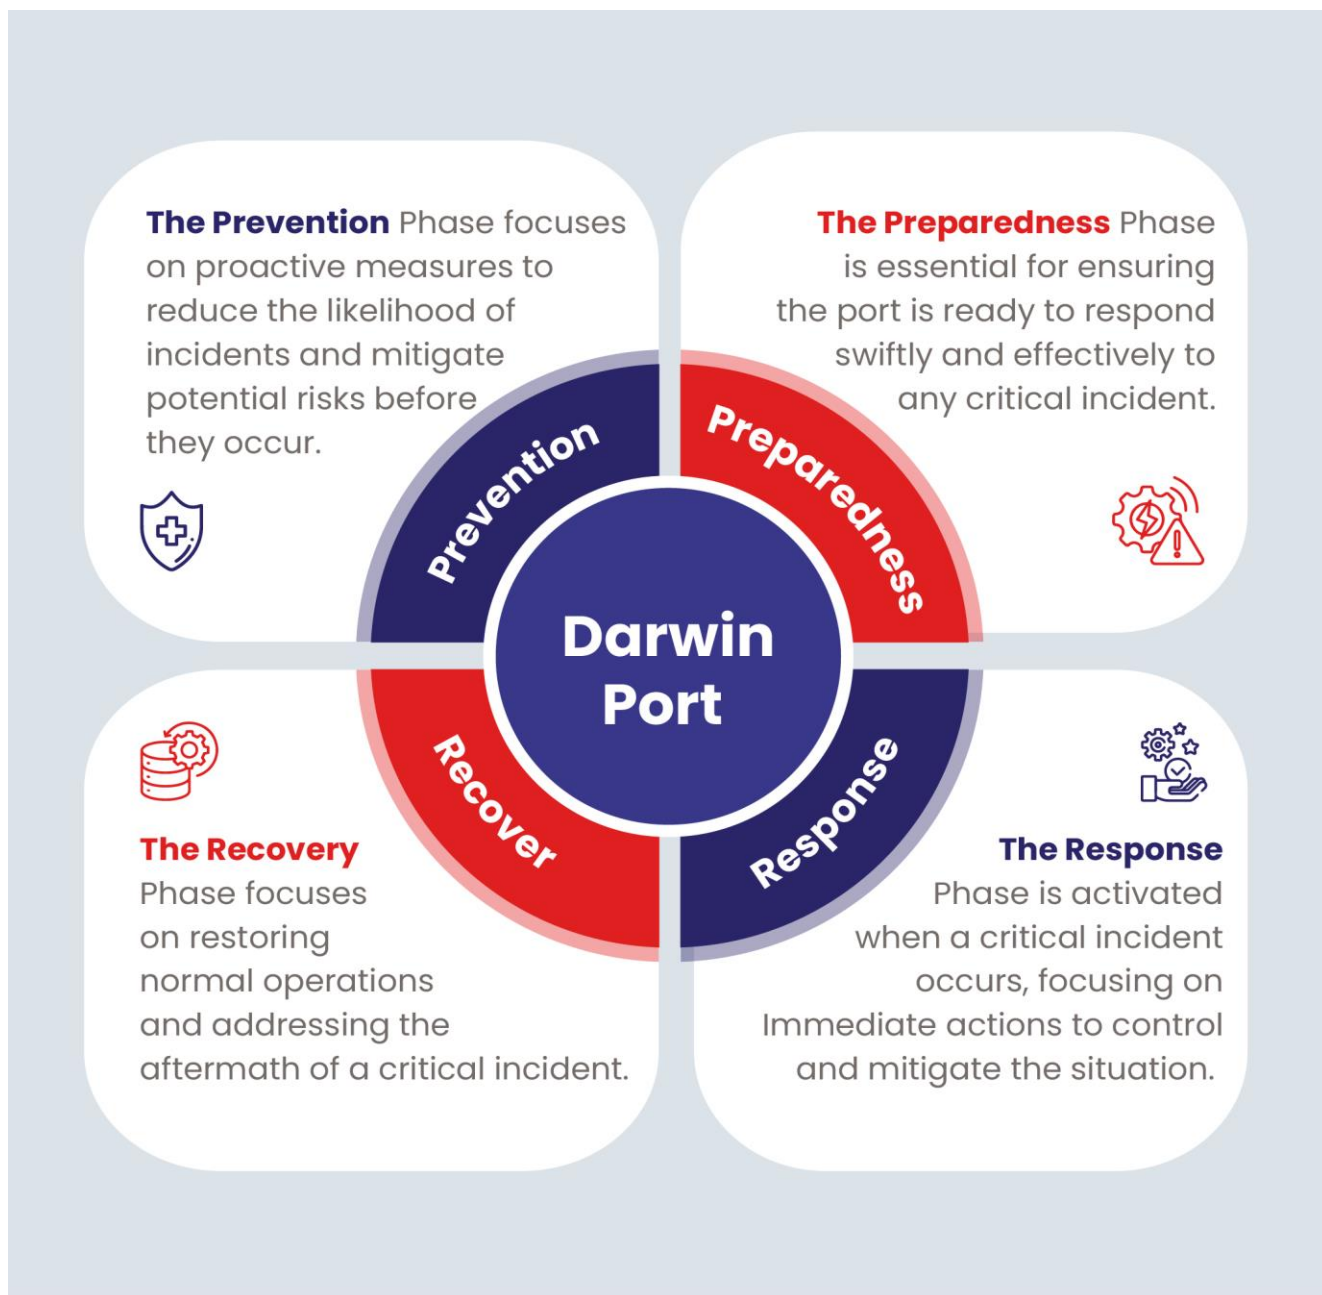 The Prevention Phase focuses
on proactive measures to
reduce the likelihood of
incidents and mitigate
potential risks before
they occur.
The Preparedness Phase
is essential for ensuring
the port is ready to respond
swiftly and effectively to
any critical incident.
Prevention
Preparedness
Darwin
Port
Recover
Response
The Recovery
Phase focuses
on restoring
normal operations
and addressing the
aftermath of a critical incident.
The Response
Phase is activated
when a critical incident
occurs, focusing on
Immediate actions to control
and mitigate the situation.